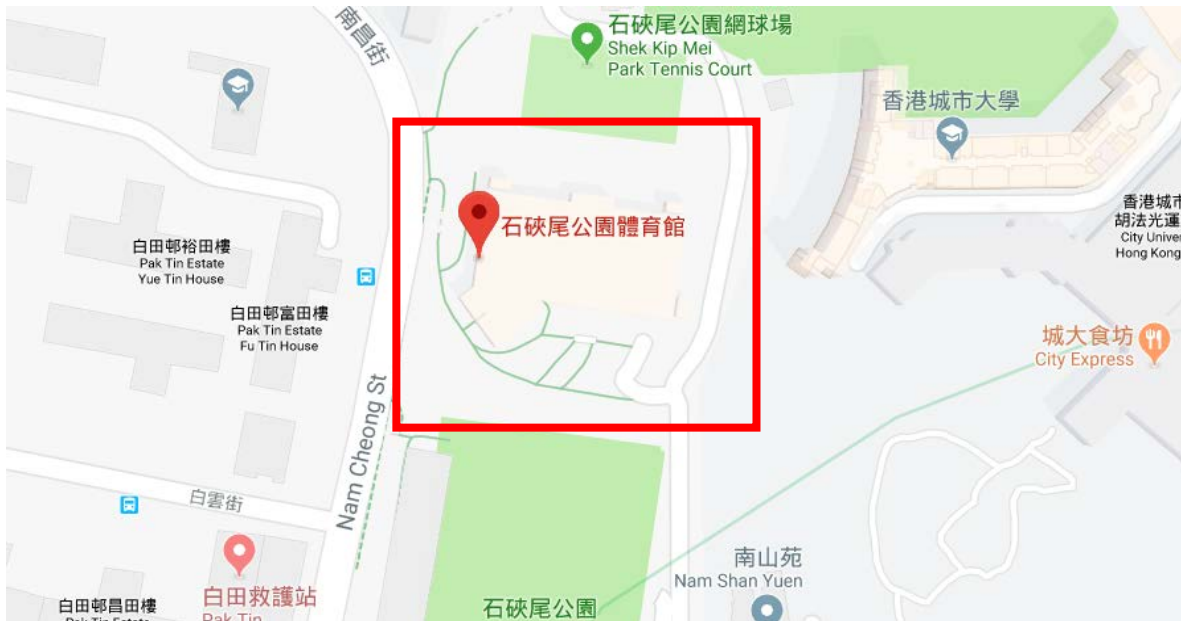 南昌街
石硤尾公園網球場
Shek Kip Mei
Park Tennis Court
香港城市大學
石硤尾公園體育館
白田邨裕田樓
Pak Tin Estate
Yue Tin House
白田邨富田樓
Pak Tin Estate
Fu Tin House
香港城市
胡法光運
City Univer
Hong Kong
城大食坊
City Express
Nam Cheong St
白雲街
南山苑
Nam Shan Yuen
白田救護站
Pak Tin
白田邨昌田樓
Pak Tin Estate
石硤尾公園